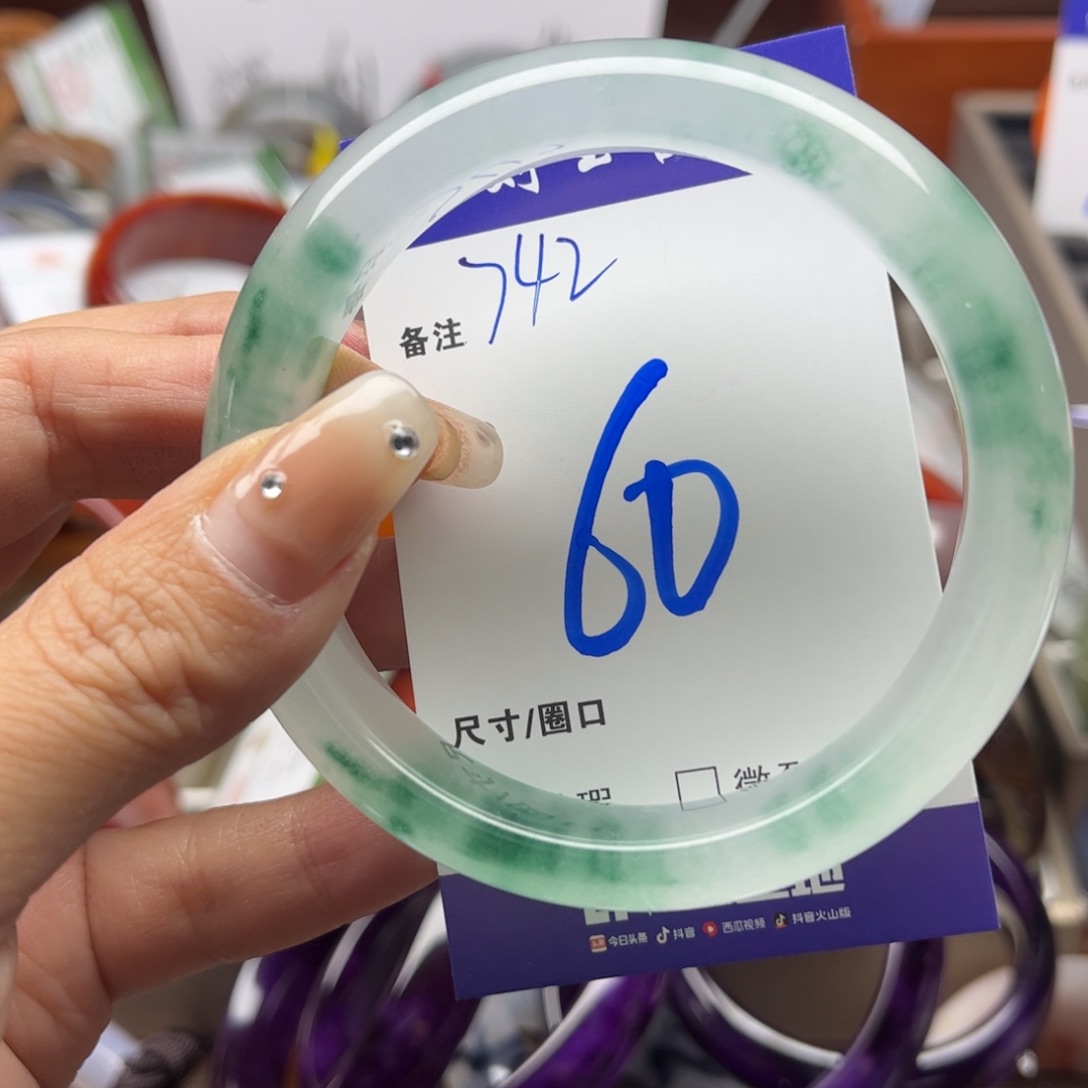 742
备注
60
尺寸/圈口
今日头条 抖音 西瓜视频 抖音火山版